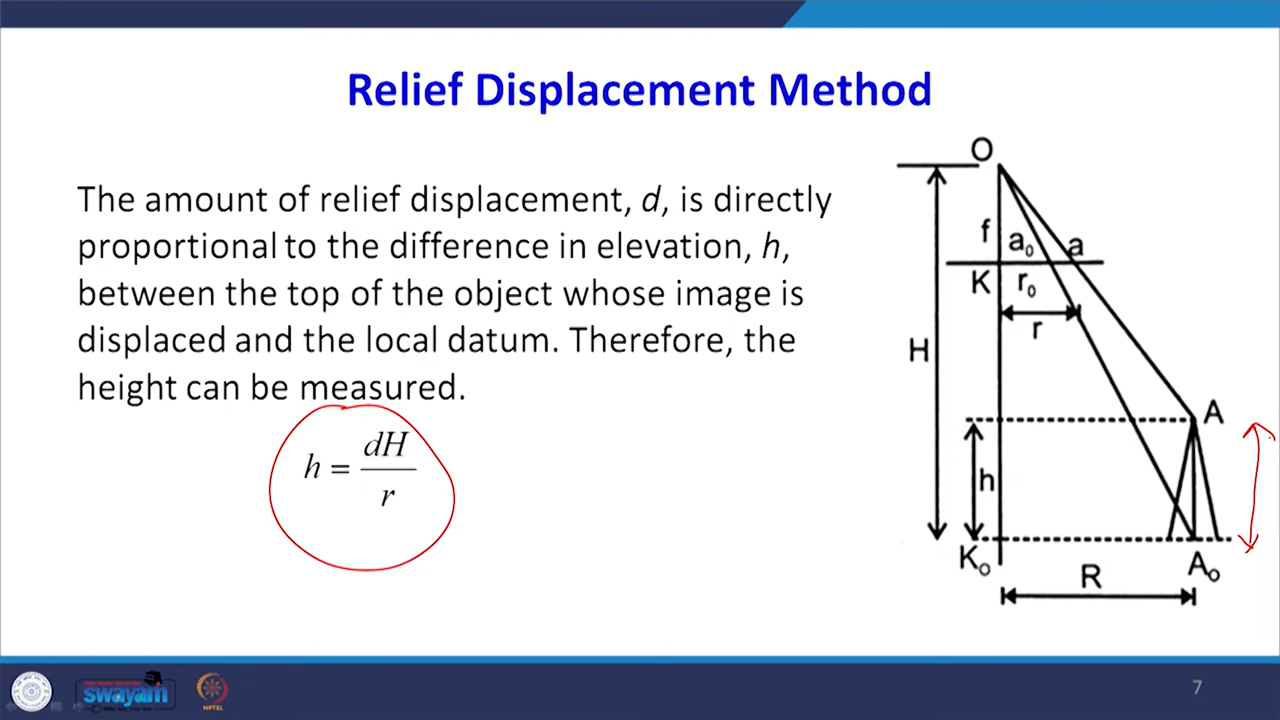 Relief Displacement Method
The amount of relief displacement, d, is directly
proportional to the difference in elevation, h,
between the top of the object whose image is
displaced and the local datum. Therefore, the
height can be measured.
h = dH / r
O
f
a₀
a
K
r₀
r
H
A
h
K₀
R
A₀
swayam
NPTEL
7